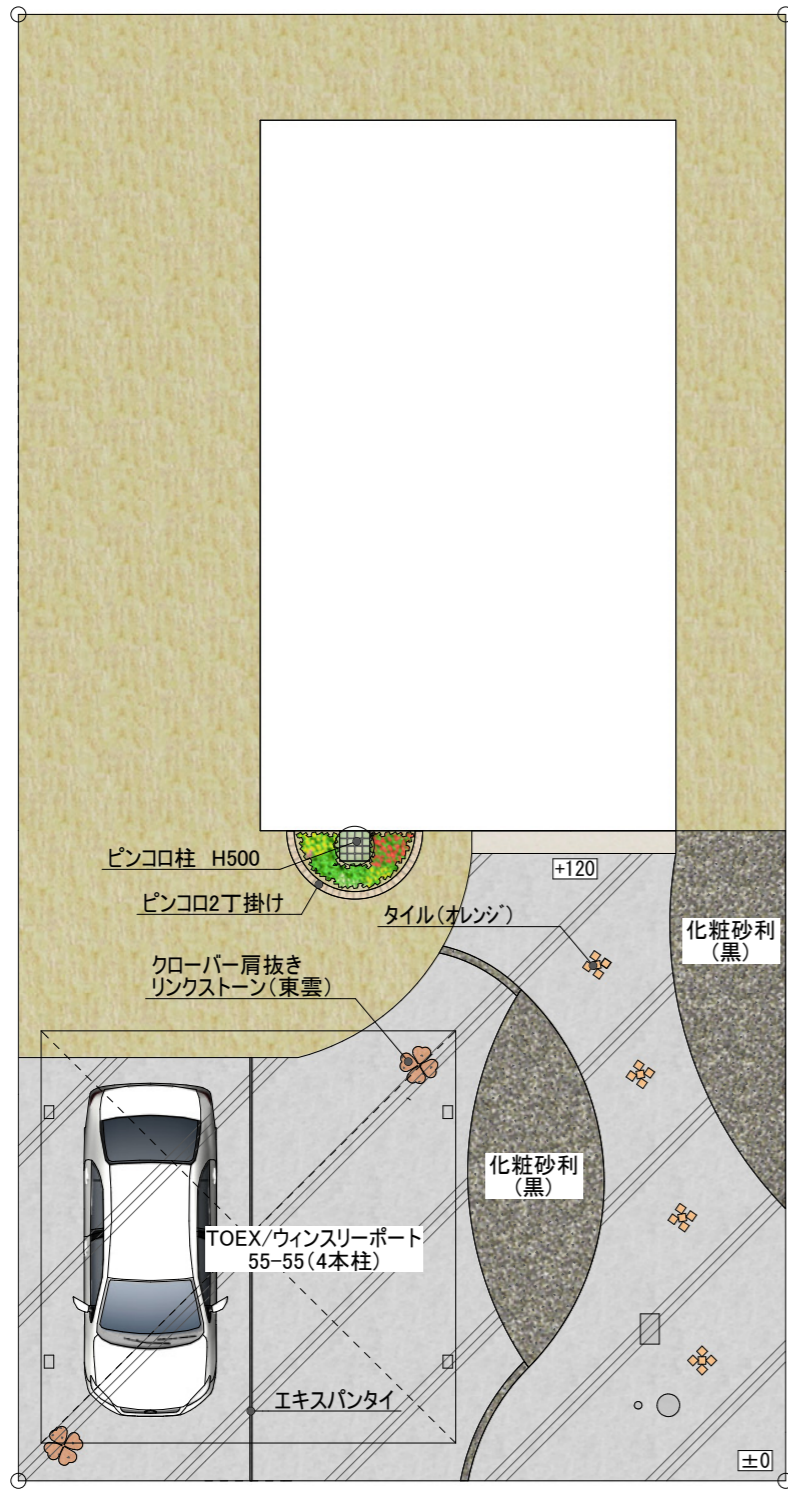 ピンコロ柱 H500
+120
ピンコロ2丁掛け
タイル(オレンジ)
化粧砂利
(黒)
クローバー肩抜き
リンクストーン(東雲)
化粧砂利
(黒)
TOEX/ウィンスリーポート
55-55(4本柱)
エキスパンタイ
±0